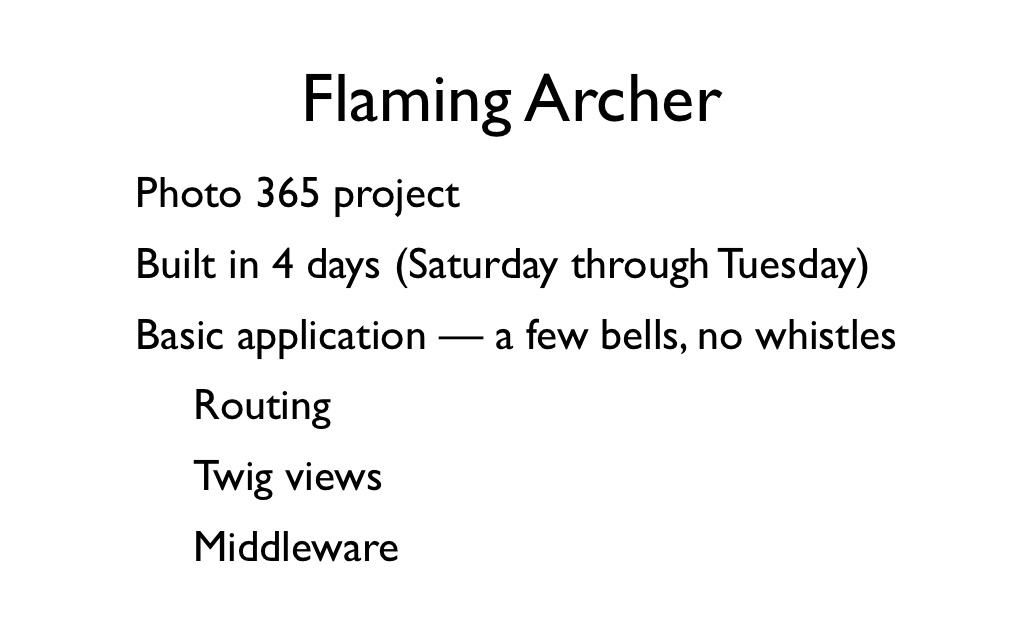 Flaming Archer
Photo 365 project
Built in 4 days (Saturday through Tuesday)
Basic application — a few bells, no whistles
Routing
Twig views
Middleware